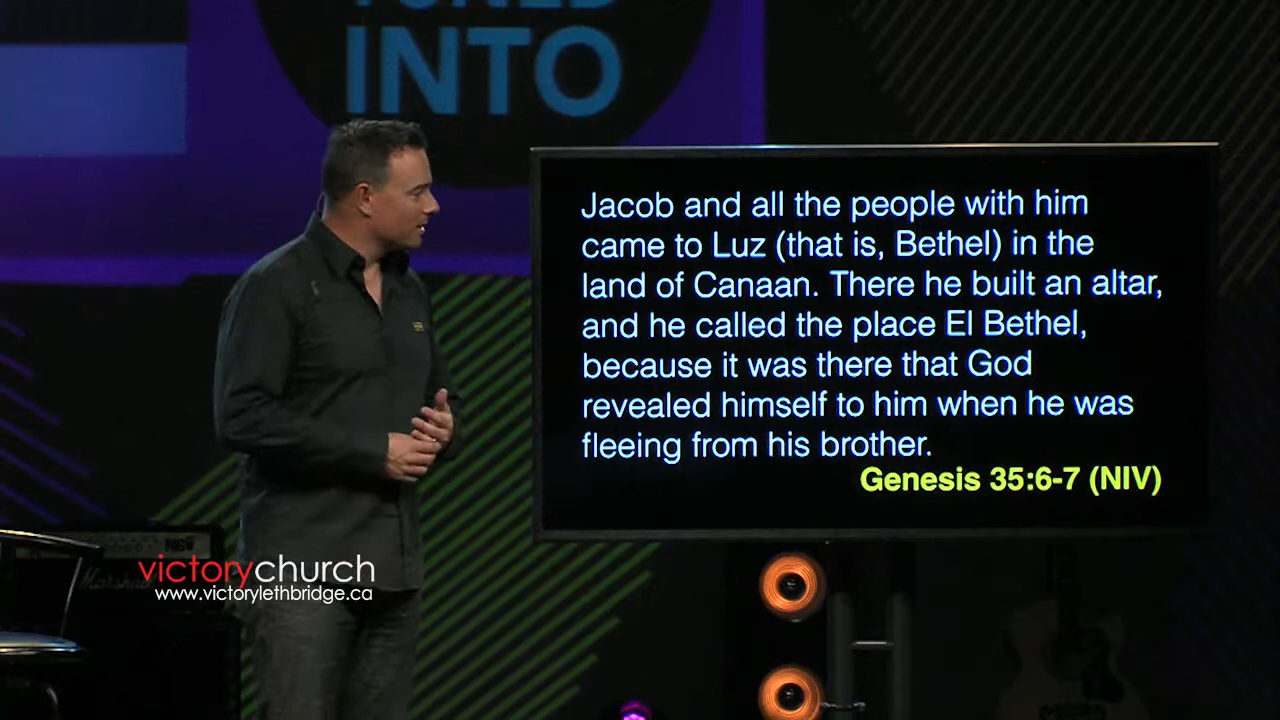 INTO
Jacob and all the people with him
came to Luz (that is, Bethel) in the
land of Canaan. There he built an altar,
and he called the place El Bethel,
because it was there that God
revealed himself to him when he was
fleeing from his brother.
Genesis 35:6-7 (NIV)
victorychurch
www.victorylethbridge.ca